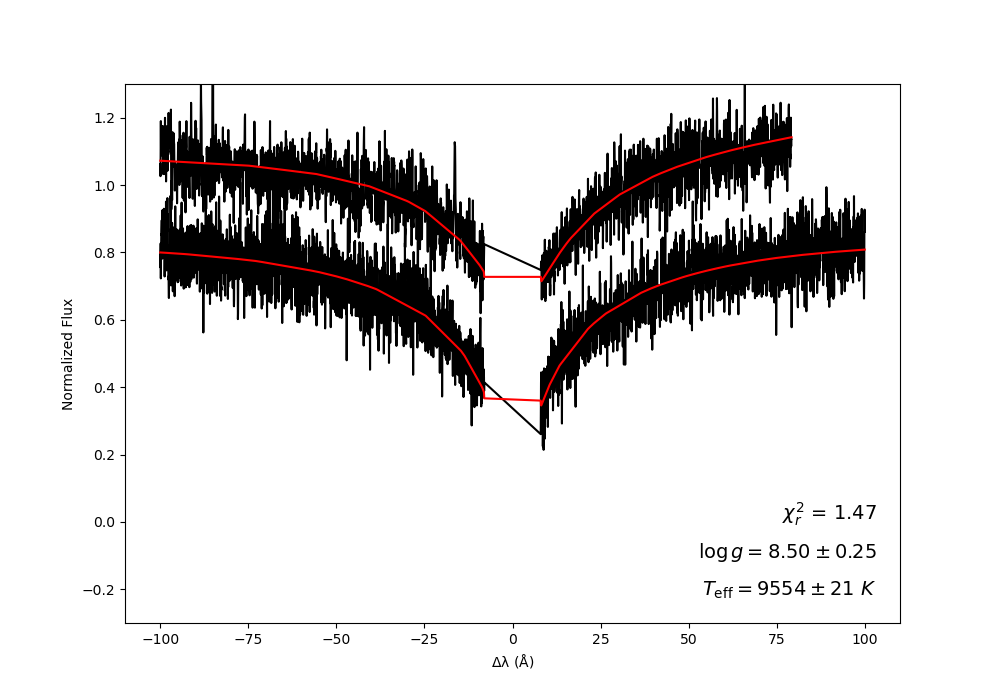 1.2
1.0
0.8
0.6
0.4
0.2
0.0
−0.2
Normalized Flux
χ²ᵣ = 1.47
log g = 8.50 ± 0.25
T_eff = 9554 ± 21 K
−100 −75 −50 −25 0 25 50 75 100
Δλ (Å)